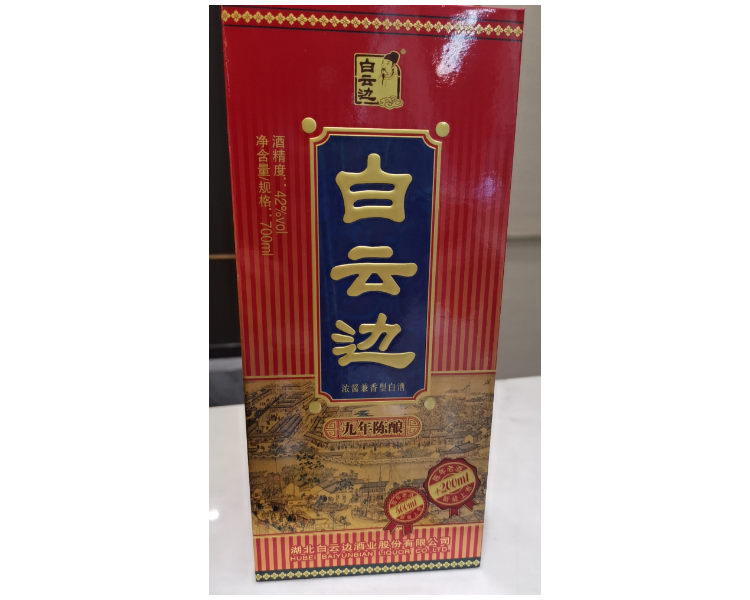 白云边
酒精度：42%vol
净含量/规格：700ml
白云边
浓酱兼香型白酒
九年陈酿
500ml
+200ml
湖北白云边酒业股份有限公司
HUBEI BAIYUNBIAN LIQUOR CO.,LTD.